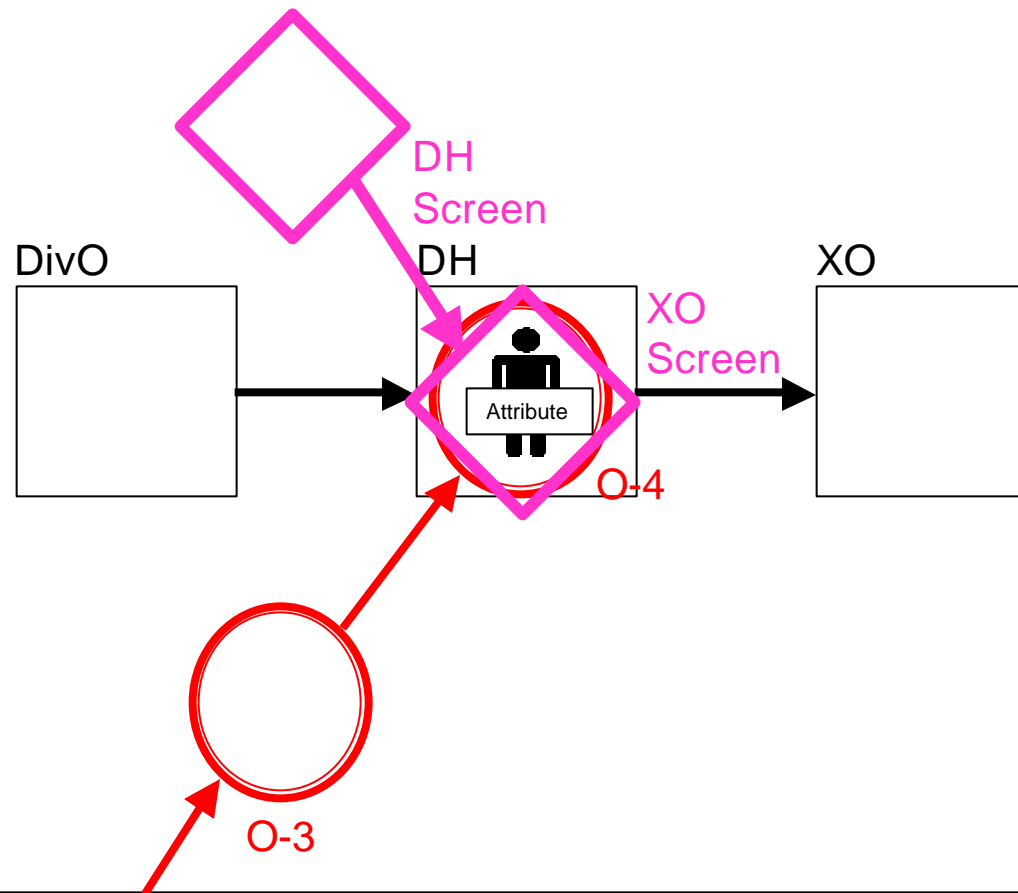 DH
Screen
DivO
DH
XO
XO
Screen
Attribute
O-4
O-3